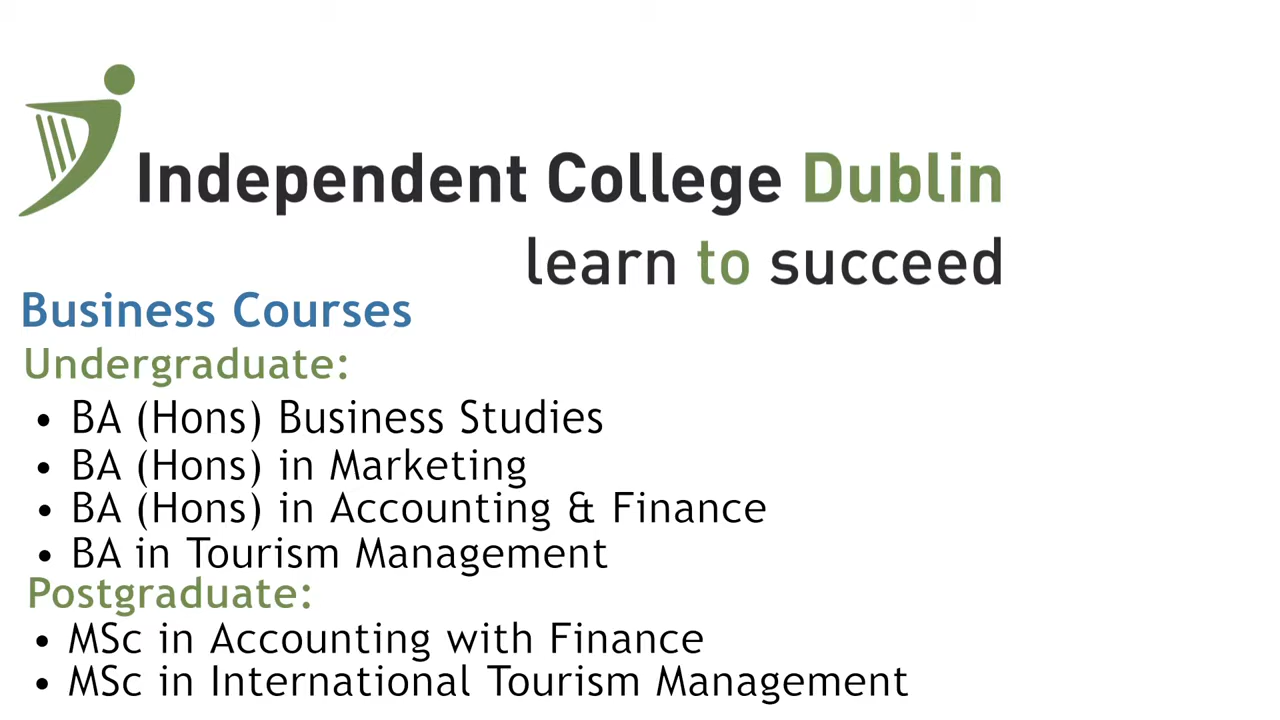 Independent College Dublin
learn to succeed
Business Courses
Undergraduate:
• BA (Hons) Business Studies
• BA (Hons) in Marketing
• BA (Hons) in Accounting & Finance
• BA in Tourism Management
Postgraduate:
• MSc in Accounting with Finance
• MSc in International Tourism Management